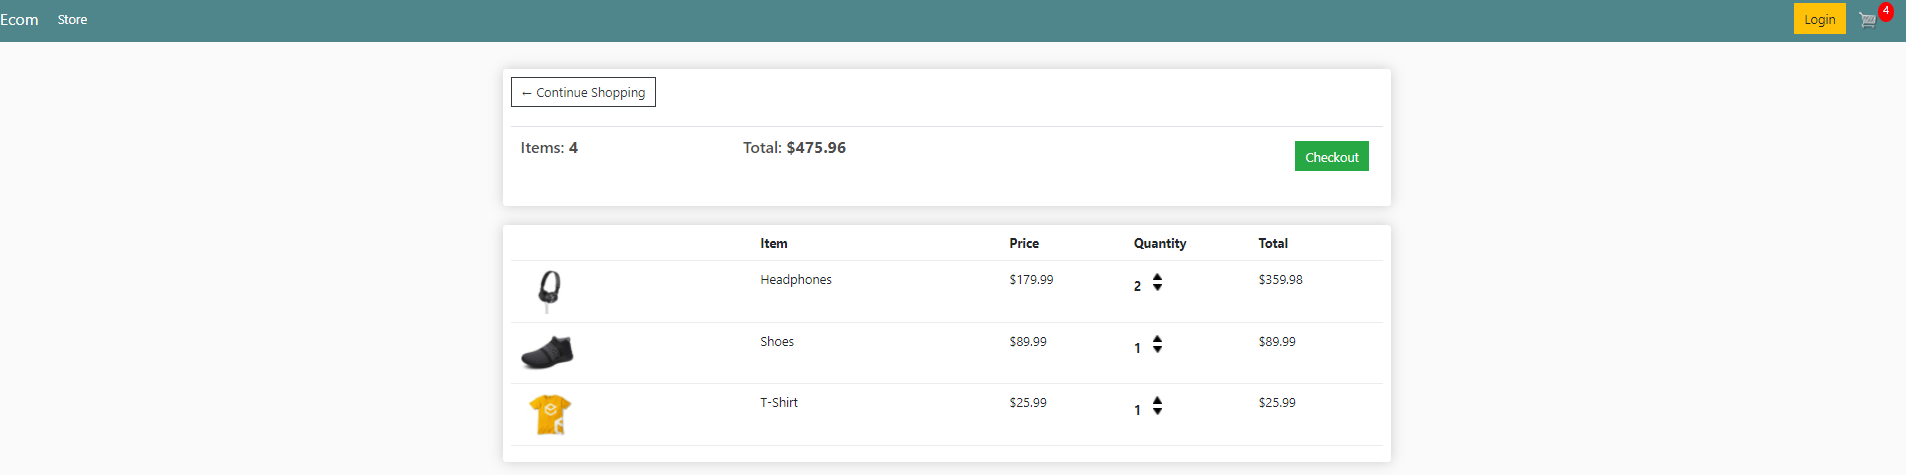 Ecom Store Login 4
← Continue Shopping
Items: 4 Total: $475.96 Checkout
Item Price Quantity Total
Headphones $179.99 2 $359.98
Shoes $89.99 1 $89.99
T-Shirt $25.99 1 $25.99